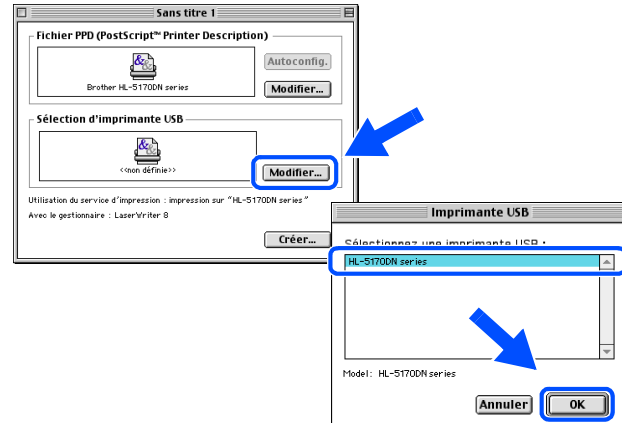 Sans titre 1
Fichier PPD (PostScript™ Printer Description)
Autoconfig.
Brother HL-5170DN series
Modifier...
Sélection d'imprimante USB
<<non définie>>
Modifier...
Utilisation du service d'impression : impression sur "HL-5170DN series"
Avec le gestionnaire : LaserWriter 8
Créer...
Imprimante USB
Sélectionnez une imprimante USB :
HL-5170DN series
Model: HL-5170DN series
Annuler
OK